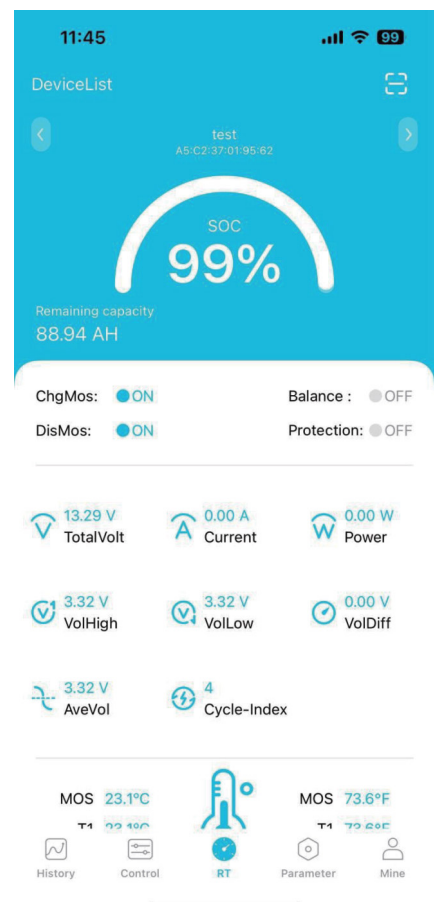 11:45 99
DeviceList
test
A5:C2:37:01:95:62
SOC
99%
Remaining capacity
88.94 AH
ChgMos: ON Balance : OFF
DisMos: ON Protection: OFF
13.29 V 0.00 A 0.00 W
V TotalVolt A Current W Power
3.32 V 3.32 V 0.00 V
V VolHigh V VolLow VolDiff
3.32 V 4
AveVol Cycle-Index
MOS 23.1°C MOS 73.6°F
T1 T1
History Control RT Parameter Mine